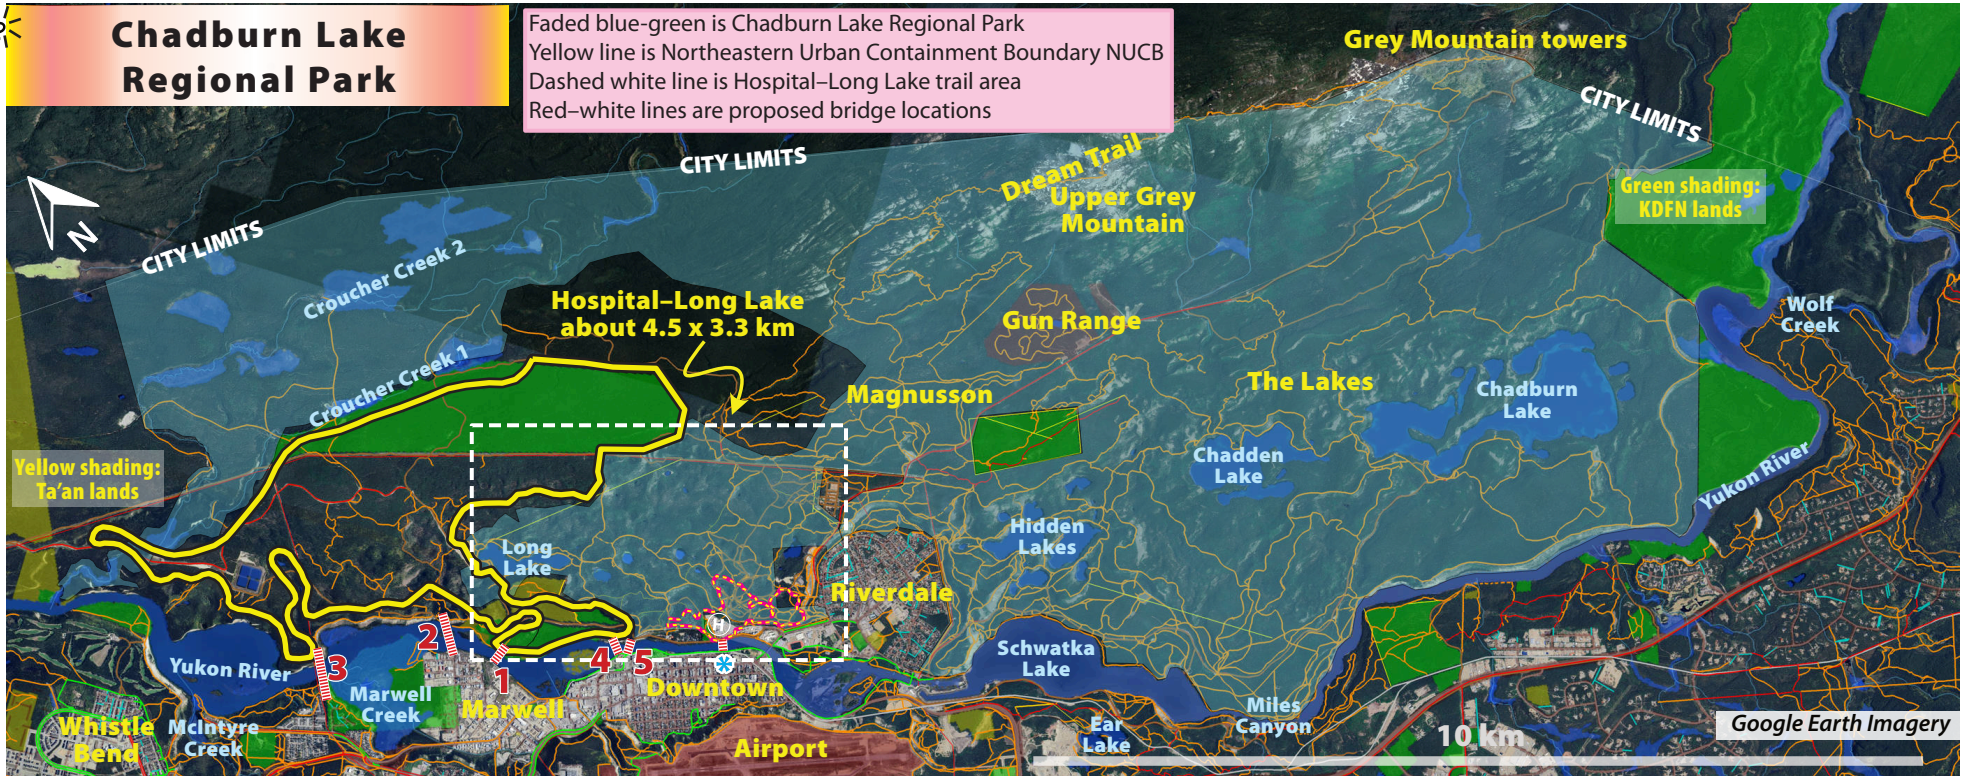 Chadburn Lake
Regional Park
Faded blue-green is Chadburn Lake Regional Park
Yellow line is Northeastern Urban Containment Boundary NUCB
Dashed white line is Hospital–Long Lake trail area
Red–white lines are proposed bridge locations
Grey Mountain towers
CITY LIMITS
CITY LIMITS
CITY LIMITS
N
Dream Trail
Upper Grey
Mountain
Green shading:
KDFN lands
Croucher Creek 2
Hospital–Long Lake
about 4.5 x 3.3 km
Gun Range
Wolf
Creek
Croucher Creek 1
Magnusson
The Lakes
Chadburn
Lake
Yellow shading:
Ta'an lands
Chadden
Lake
Yukon River
Hidden
Lakes
Long
Lake
Riverdale
H
2
3
1
4
5
Yukon River
Marwell
Creek
Marwell
Downtown
Schwatka
Lake
Whistle
Bend
McIntyre
Creek
Airport
Ear
Lake
Miles
Canyon
10 km
Google Earth Imagery